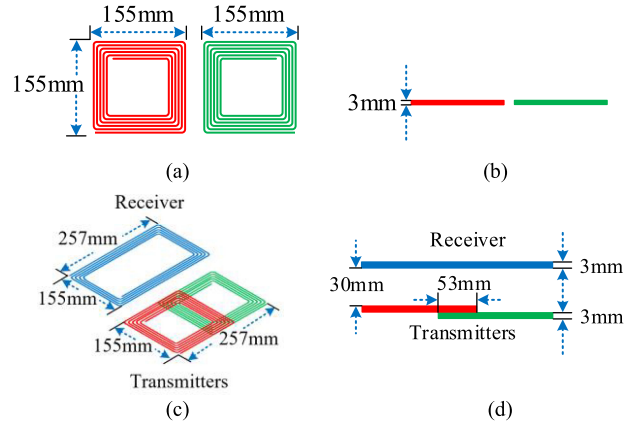 155mm 155mm
155mm
3mm
(a) (b)
Receiver
257mm
155mm
155mm
257mm
Transmitters
(c)
Receiver
30mm
53mm
3mm
3mm
Transmitters
(d)